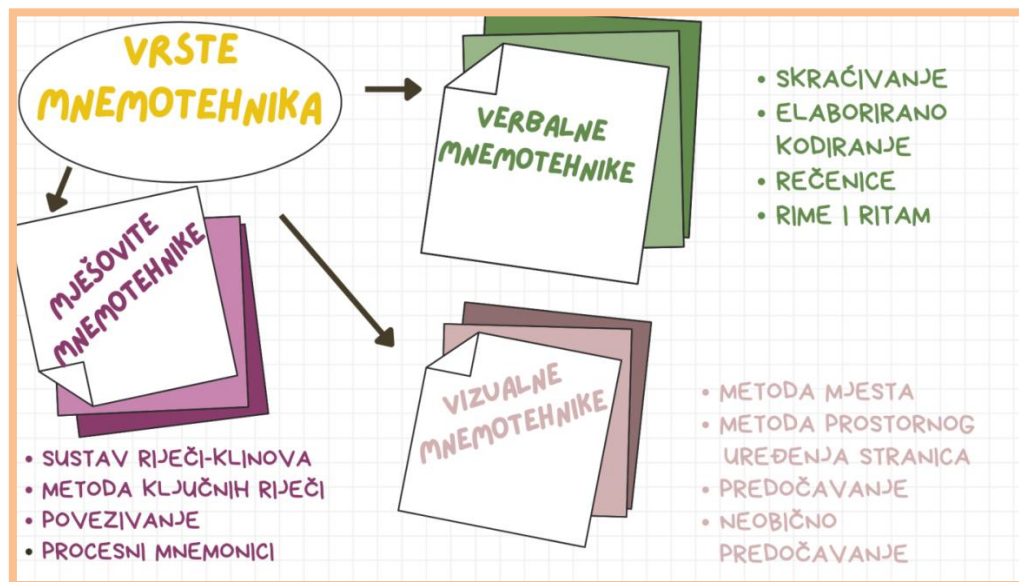 VRSTE
MNEMOTEHNIKA
VERBALNE
MNEMOTEHNIKE
• SKRAĆIVANJE
• ELABORIRANO
KODIRANJE
• REČENICE
• RIME I RITAM
MJEŠOVITE
MNEMOTEHNIKE
• SUSTAV RIJEČI-KLINOVA
• METODA KLJUČNIH RIJEČI
• POVEZIVANJE
• PROCESNI MNEMONICI
VIZUALNE
MNEMOTEHNIKE
• METODA MJESTA
• METODA PROSTORNOG
UREĐENJA STRANICA
• PREDOČAVANJE
• NEOBIČNO
PREDOČAVANJE